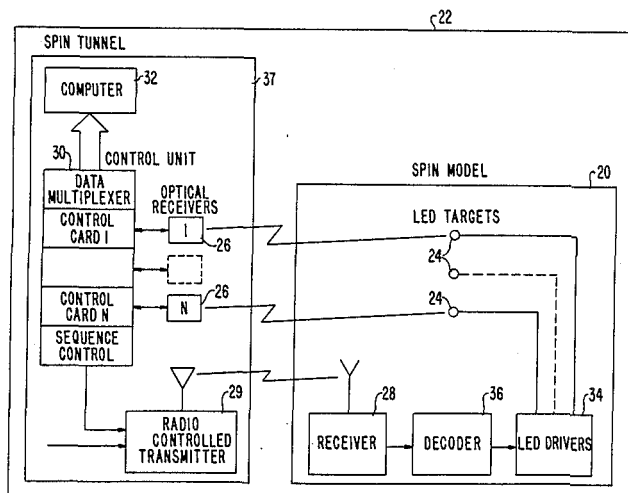 22
SPIN TUNNEL
37
32
COMPUTER
30
CONTROL UNIT
DATA
MULTIPLEXER
OPTICAL
RECEIVERS
CONTROL
CARD I
I
26
CONTROL
CARD N
N
26
SEQUENCE
CONTROL
29
RADIO
CONTROLLED
TRANSMITTER
SPIN MODEL
20
LED TARGETS
24
24
28
RECEIVER
36
DECODER
34
LED DRIVERS